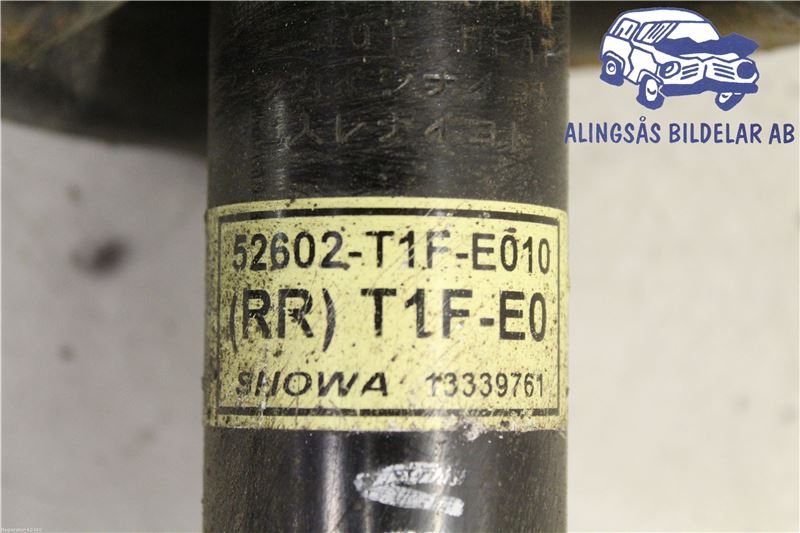 ALINGSÅS BILDELAR AB
52602-T1F-E010
(RR) T1F-E0
SHOWA 13339761